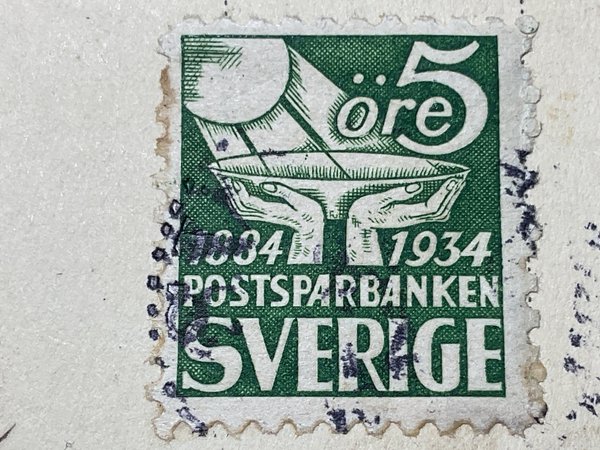 5 öre
1884 1934
POSTSPARBANKEN
SVERIGE